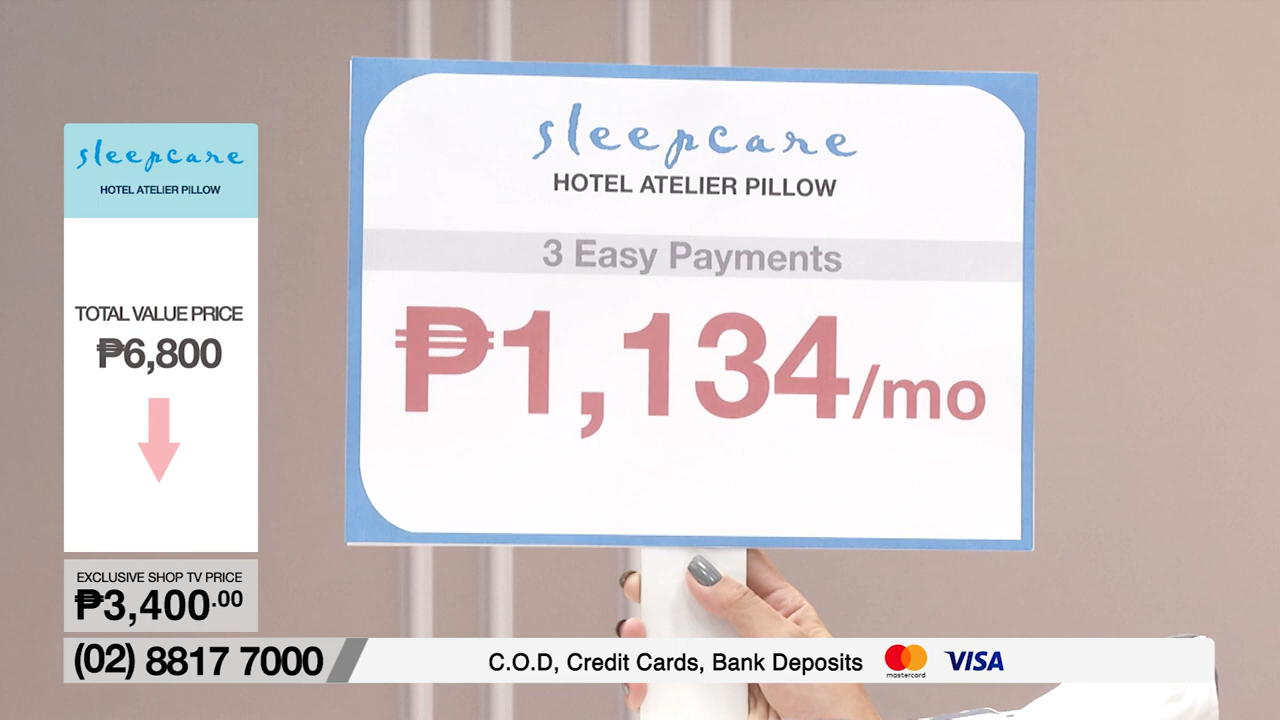 sleepcare
HOTEL ATELIER PILLOW
TOTAL VALUE PRICE
₱6,800
EXCLUSIVE SHOP TV PRICE
₱3,400.00
sleepcare
HOTEL ATELIER PILLOW
3 Easy Payments
₱1,134/mo
(02) 8817 7000
C.O.D, Credit Cards, Bank Deposits
mastercard
VISA